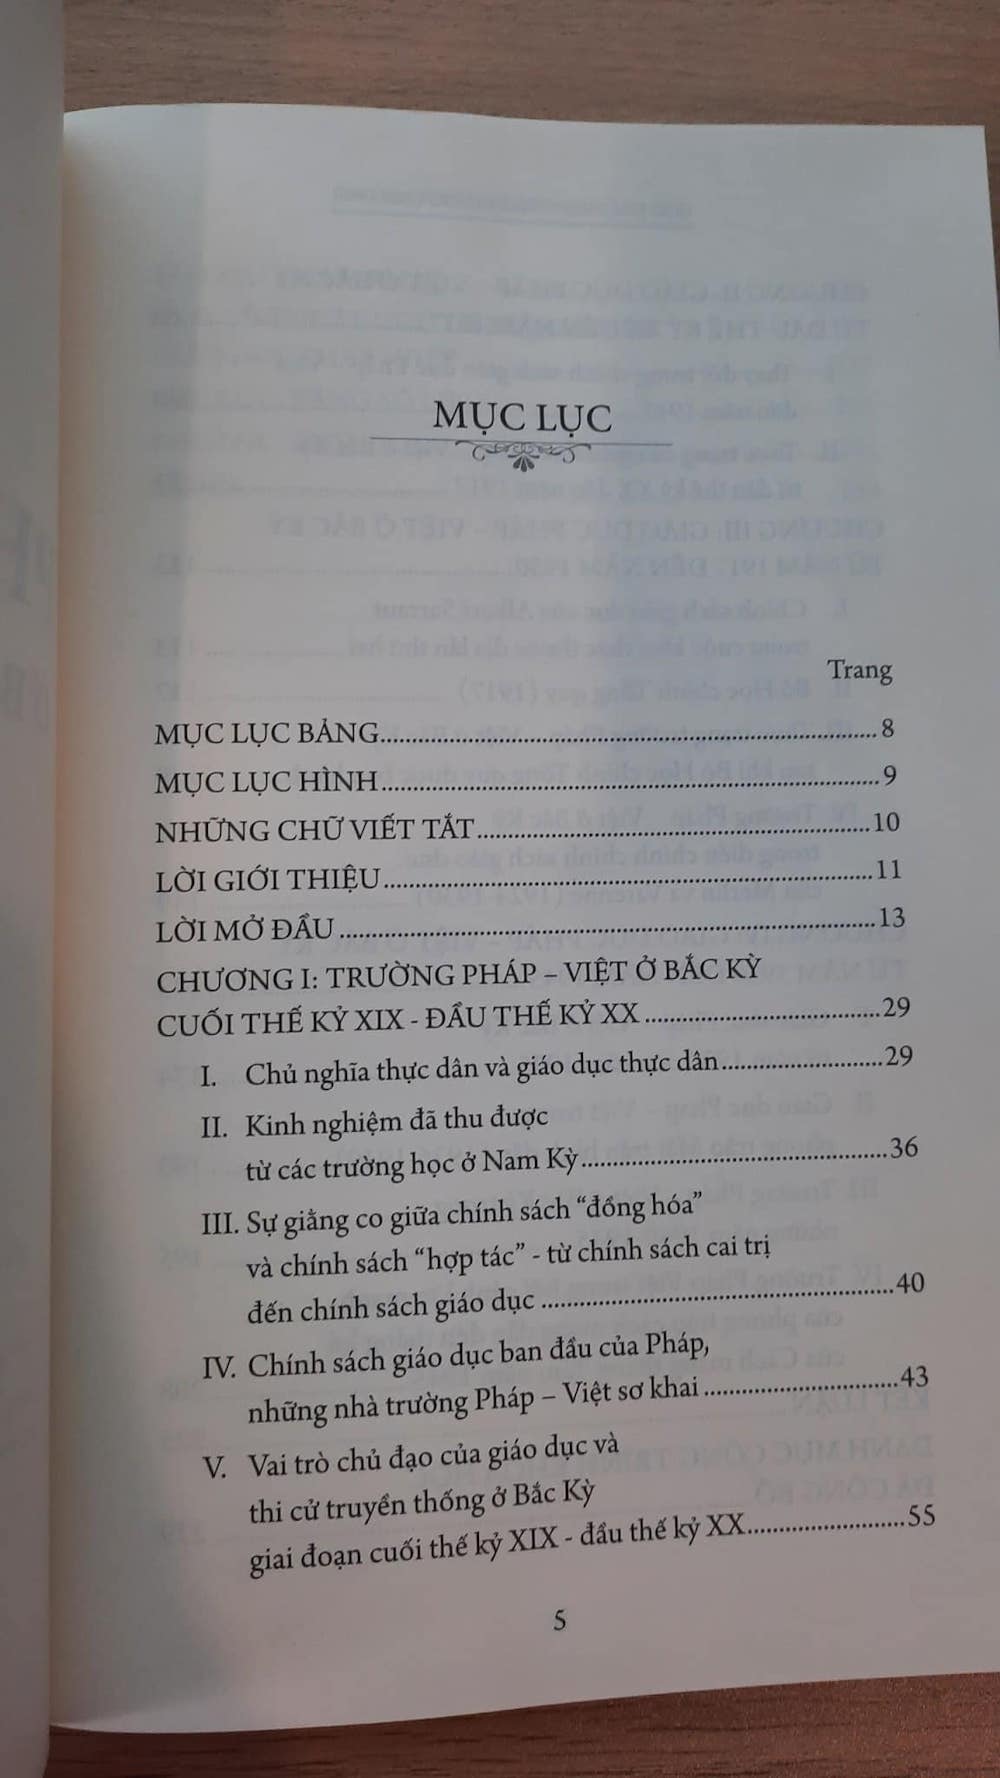 MỤC LỤC
Trang
MỤC LỤC BẢNG..........8
MỤC LỤC HÌNH..........9
NHỮNG CHỮ VIẾT TẮT..........10
LỜI GIỚI THIỆU..........11
LỜI MỞ ĐẦU..........13
CHƯƠNG I: TRƯỜNG PHÁP – VIỆT Ở BẮC KỲ
CUỐI THẾ KỶ XIX - ĐẦU THẾ KỶ XX..........29
I. Chủ nghĩa thực dân và giáo dục thực dân..........29
II. Kinh nghiệm đã thu được
từ các trường học ở Nam Kỳ..........36
III. Sự giằng co giữa chính sách “đồng hóa”
và chính sách “hợp tác” - từ chính sách cai trị
đến chính sách giáo dục..........40
IV. Chính sách giáo dục ban đầu của Pháp,
những nhà trường Pháp – Việt sơ khai..........43
V. Vai trò chủ đạo của giáo dục và
thi cử truyền thống ở Bắc Kỳ
giai đoạn cuối thế kỷ XIX - đầu thế kỷ XX..........55
5